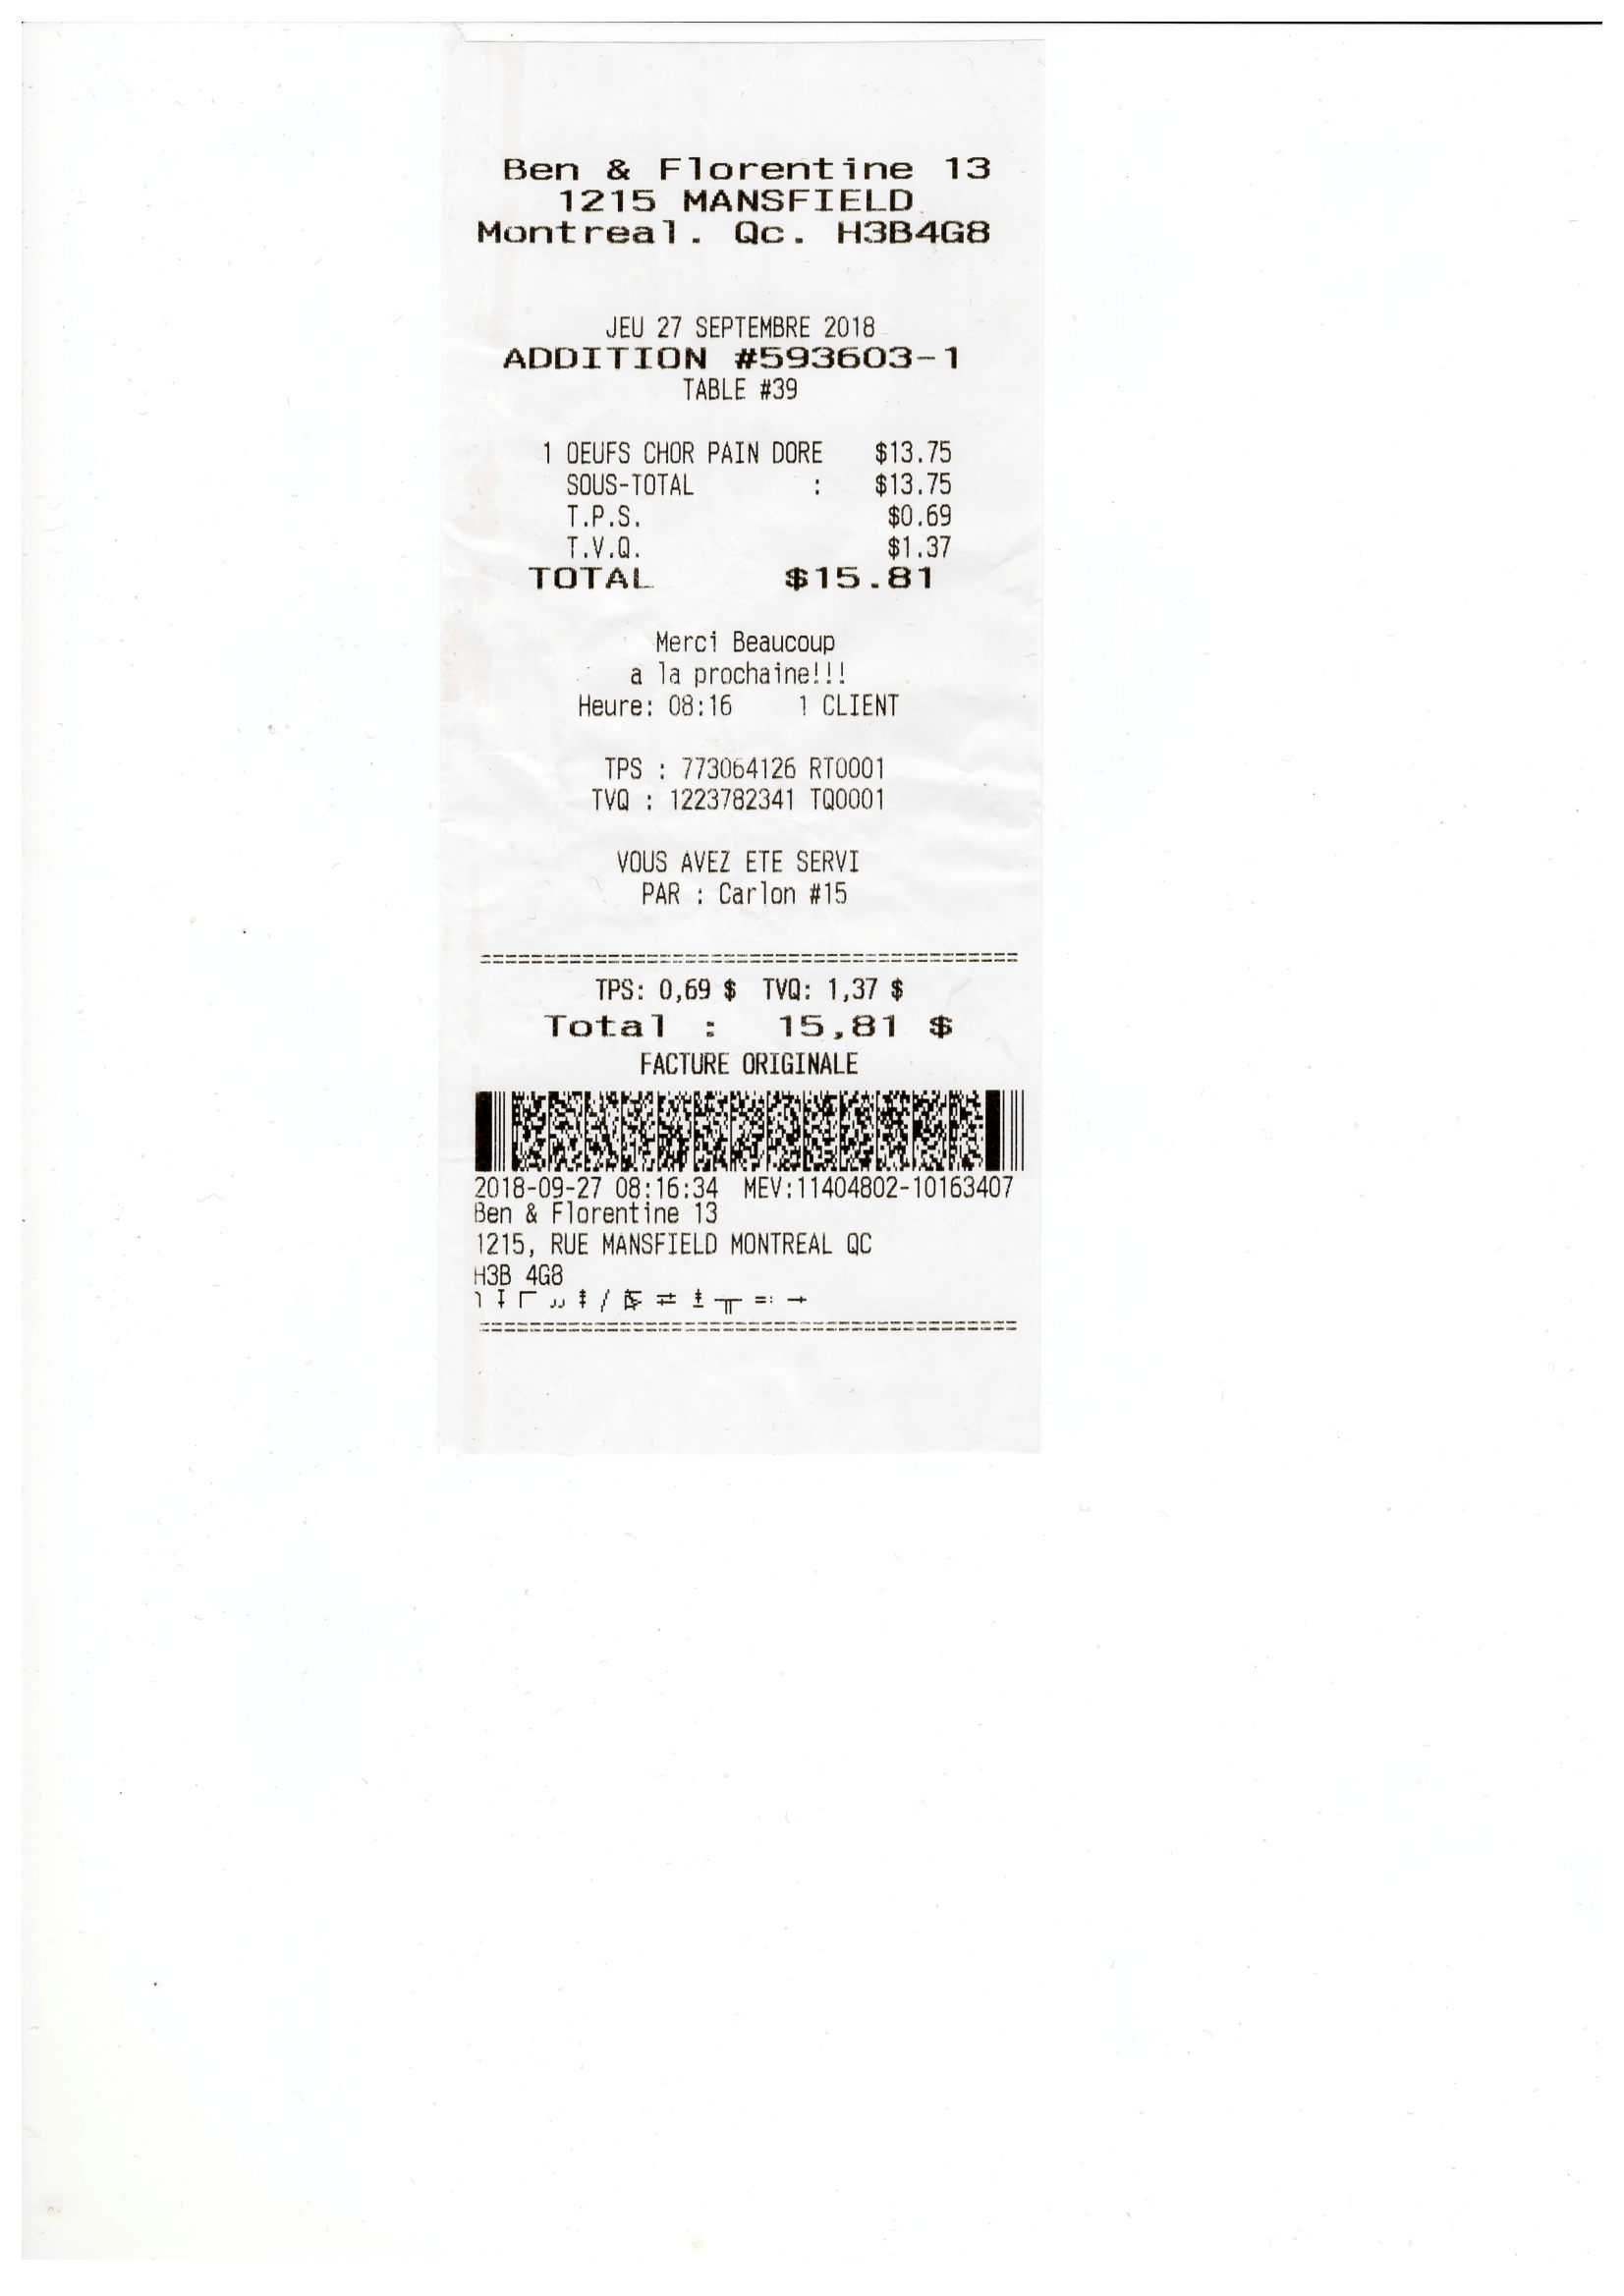 Ben & Florentine 13
1215 MANSFIELD
Montreal. Qc. H3B4G8
JEU 27 SEPTEMBRE 2018
ADDITION #593603-1
TABLE #39
1 OEUFS CHOR PAIN DORE $13.75
SOUS-TOTAL : $13.75
T.P.S. $0.69
T.V.Q. $1.37
TOTAL $15.81
Merci Beaucoup
a la prochaine!!!
Heure: 08:16 1 CLIENT
TPS : 773064126 RT0001
TVQ : 1223782341 TQ0001
VOUS AVEZ ETE SERVI
PAR : Carlon #15
TPS: 0,69 $ TVQ: 1,37 $
Total : 15,81 $
FACTURE ORIGINALE
2018-09-27 08:16:34 MEV:11404802-10163407
Ben & Florentine 13
1215, RUE MANSFIELD MONTREAL QC
H3B 4G8